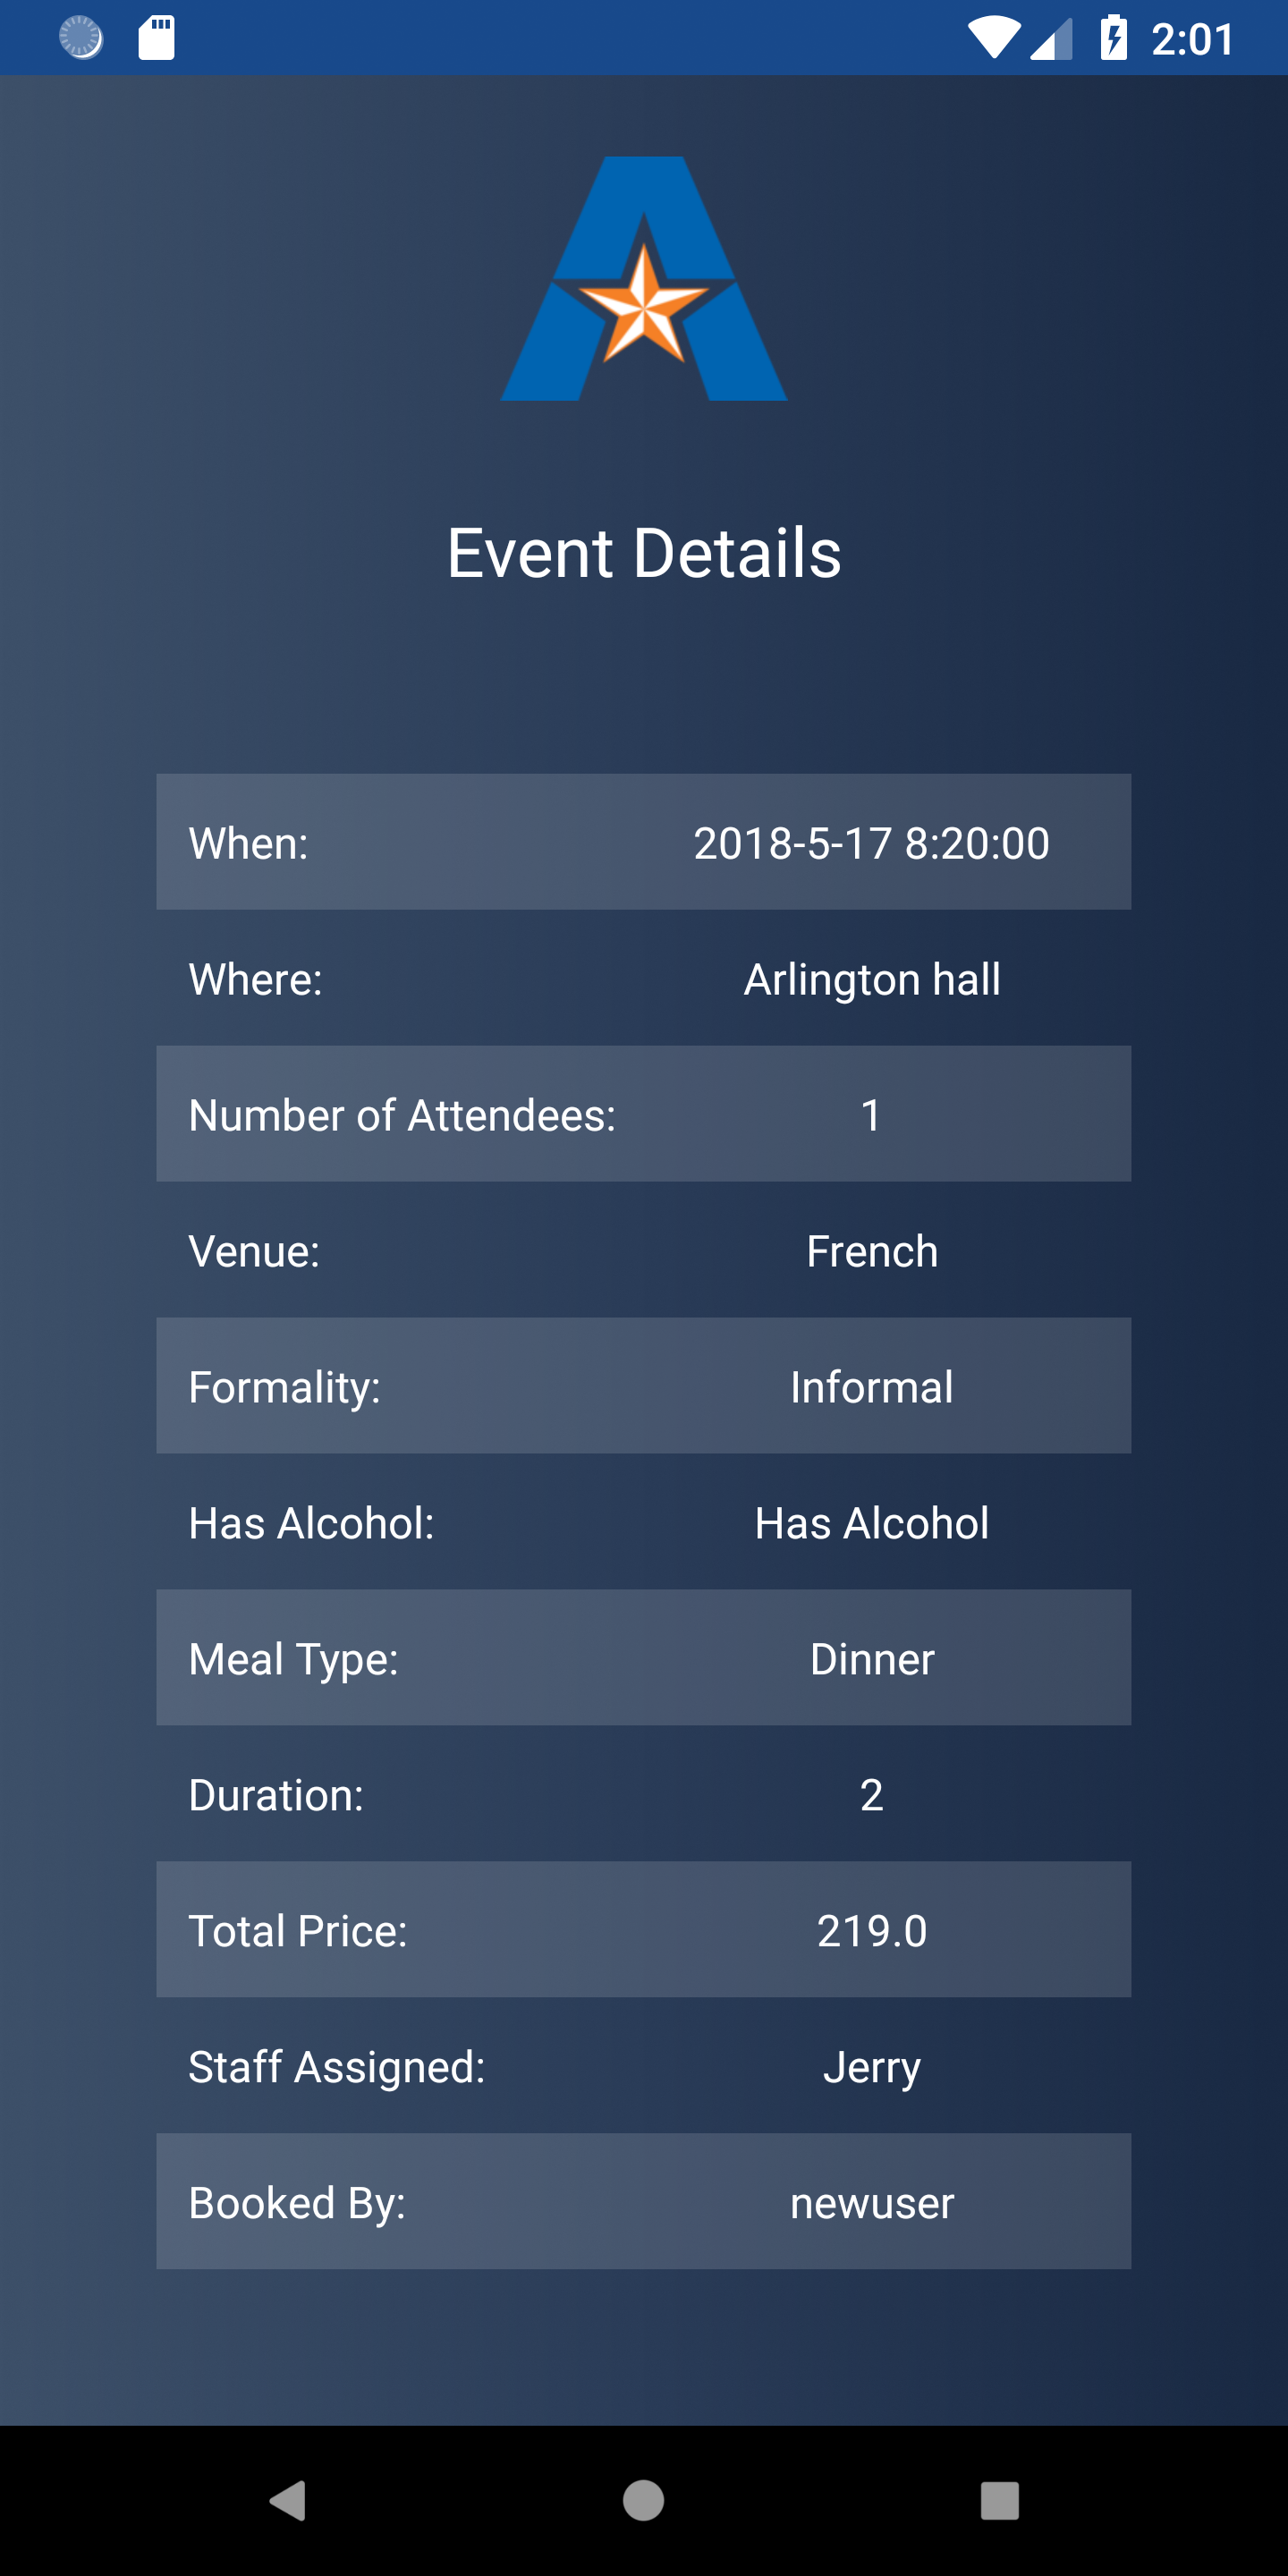 2:01
Event Details
When: 2018-5-17 8:20:00
Where: Arlington hall
Number of Attendees: 1
Venue: French
Formality: Informal
Has Alcohol: Has Alcohol
Meal Type: Dinner
Duration: 2
Total Price: 219.0
Staff Assigned: Jerry
Booked By: newuser